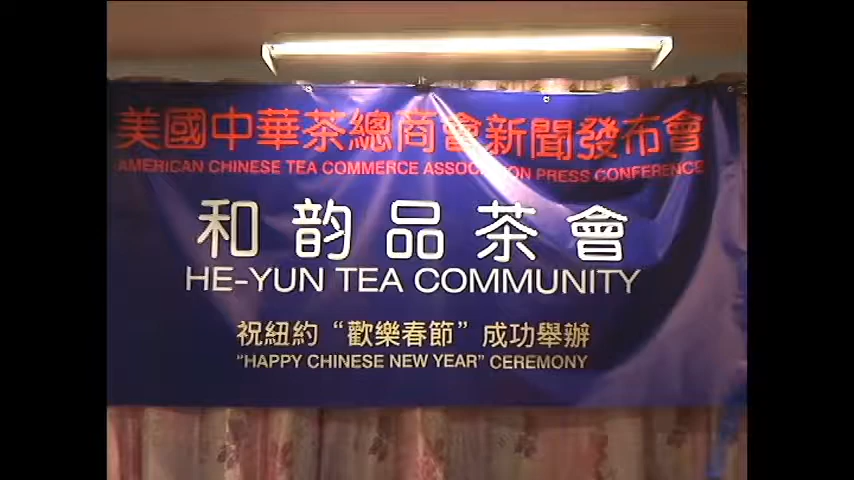 美國中華茶總商會新聞發布會
AMERICAN CHINESE TEA COMMERCE ASSOCIATION PRESS CONFERENCE
和韵品茶會
HE-YUN TEA COMMUNITY
祝紐約“歡樂春節”成功舉辦
"HAPPY CHINESE NEW YEAR" CEREMONY